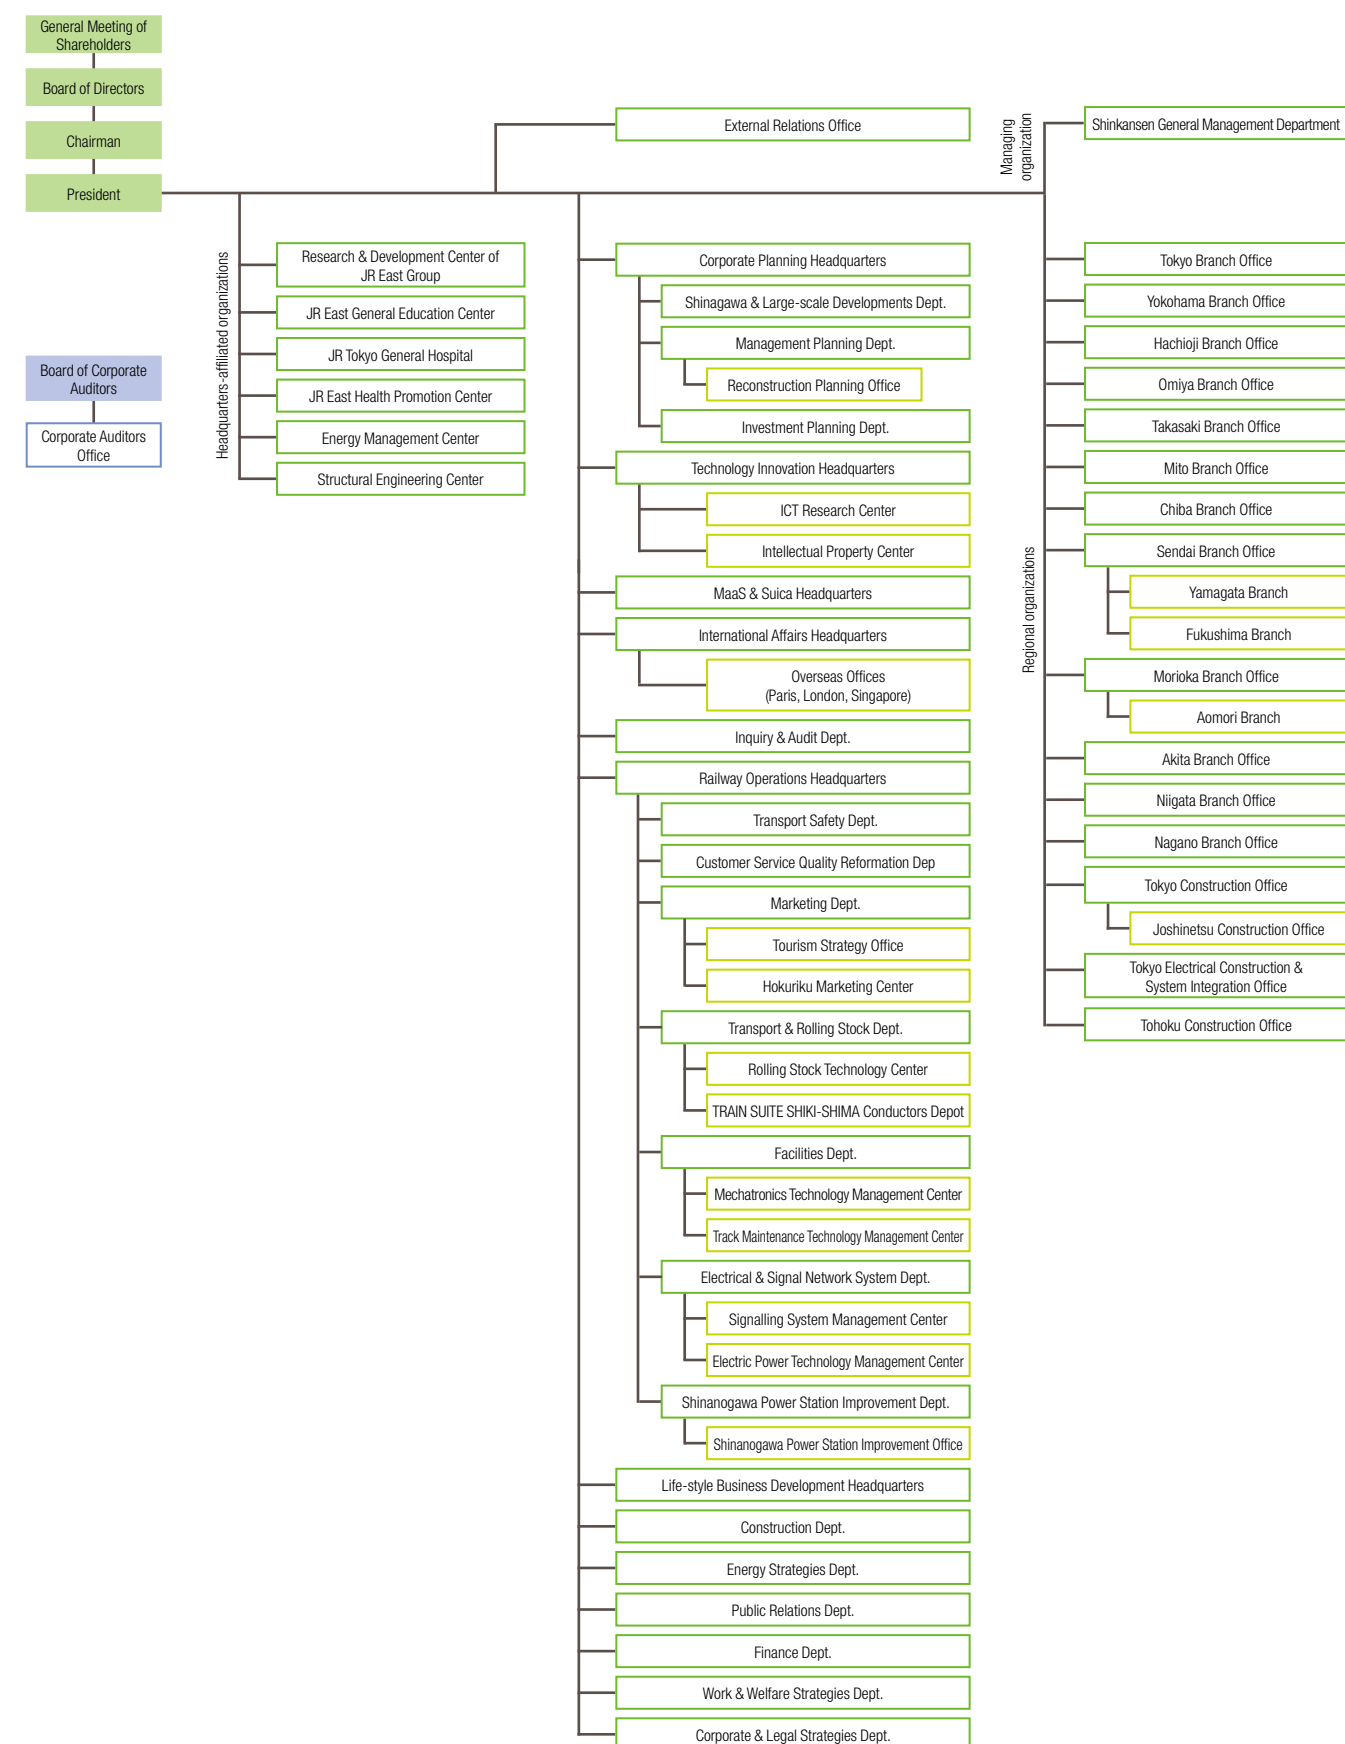 General Meeting of
Shareholders
Board of Directors
Chairman
President
Board of Corporate
Auditors
Corporate Auditors
Office
Headquarters-affiliated organizations
Research & Development Center of
JR East Group
JR East General Education Center
JR Tokyo General Hospital
JR East Health Promotion Center
Energy Management Center
Structural Engineering Center
External Relations Office
Corporate Planning Headquarters
Shinagawa & Large-scale Developments Dept.
Management Planning Dept.
Reconstruction Planning Office
Investment Planning Dept.
Technology Innovation Headquarters
ICT Research Center
Intellectual Property Center
MaaS & Suica Headquarters
International Affairs Headquarters
Overseas Offices
(Paris, London, Singapore)
Inquiry & Audit Dept.
Railway Operations Headquarters
Transport Safety Dept.
Customer Service Quality Reformation Dep
Marketing Dept.
Tourism Strategy Office
Hokuriku Marketing Center
Transport & Rolling Stock Dept.
Rolling Stock Technology Center
TRAIN SUITE SHIKI-SHIMA Conductors Depot
Facilities Dept.
Mechatronics Technology Management Center
Track Maintenance Technology Management Center
Electrical & Signal Network System Dept.
Signalling System Management Center
Electric Power Technology Management Center
Shinanogawa Power Station Improvement Dept.
Shinanogawa Power Station Improvement Office
Life-style Business Development Headquarters
Construction Dept.
Energy Strategies Dept.
Public Relations Dept.
Finance Dept.
Work & Welfare Strategies Dept.
Corporate & Legal Strategies Dept.
Managing
organization
Shinkansen General Management Department
Regional organizations
Tokyo Branch Office
Yokohama Branch Office
Hachioji Branch Office
Omiya Branch Office
Takasaki Branch Office
Mito Branch Office
Chiba Branch Office
Sendai Branch Office
Yamagata Branch
Fukushima Branch
Morioka Branch Office
Aomori Branch
Akita Branch Office
Niigata Branch Office
Nagano Branch Office
Tokyo Construction Office
Joshinetsu Construction Office
Tokyo Electrical Construction &
System Integration Office
Tohoku Construction Office